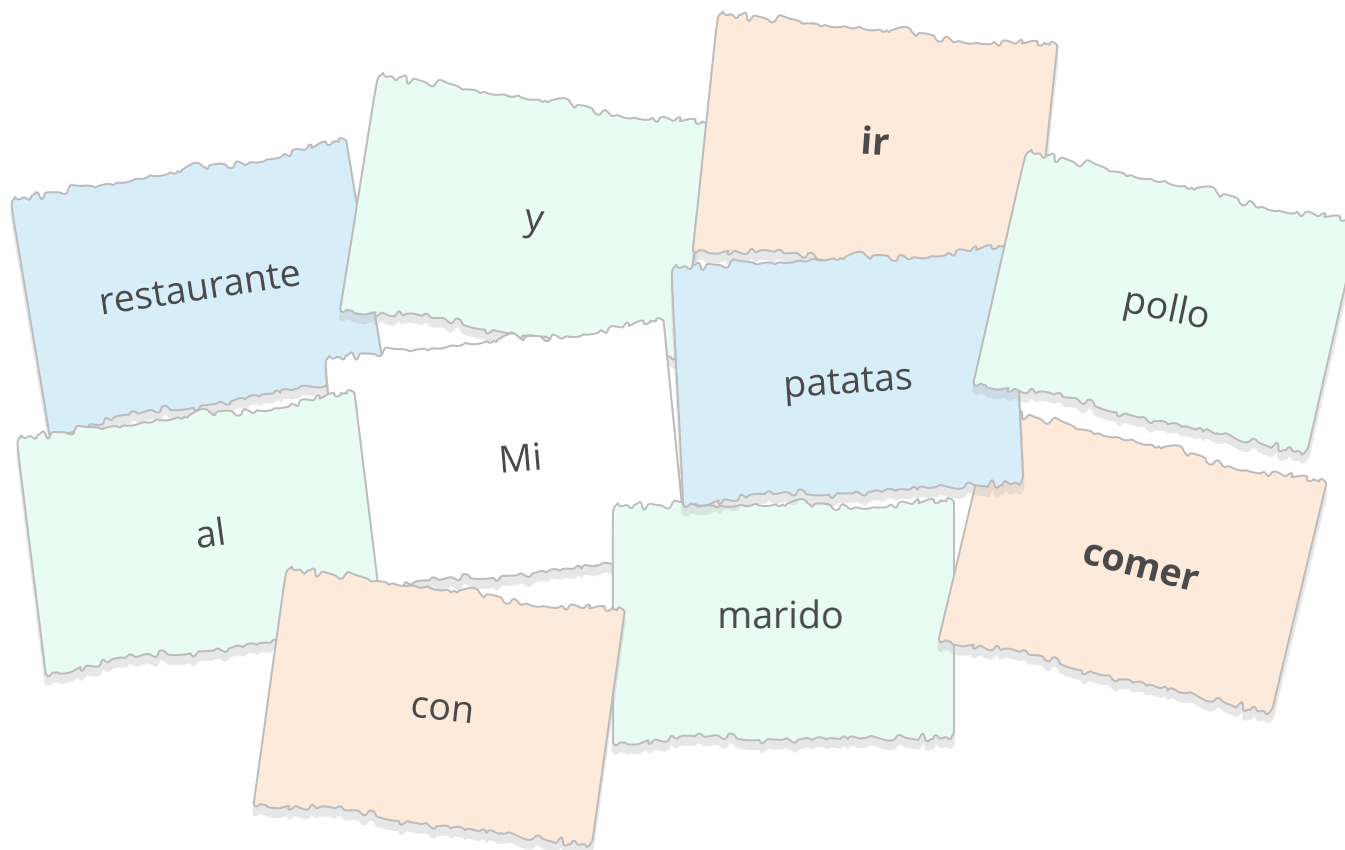 ir
y
restaurante
pollo
patatas
Mi
al
comer
marido
con